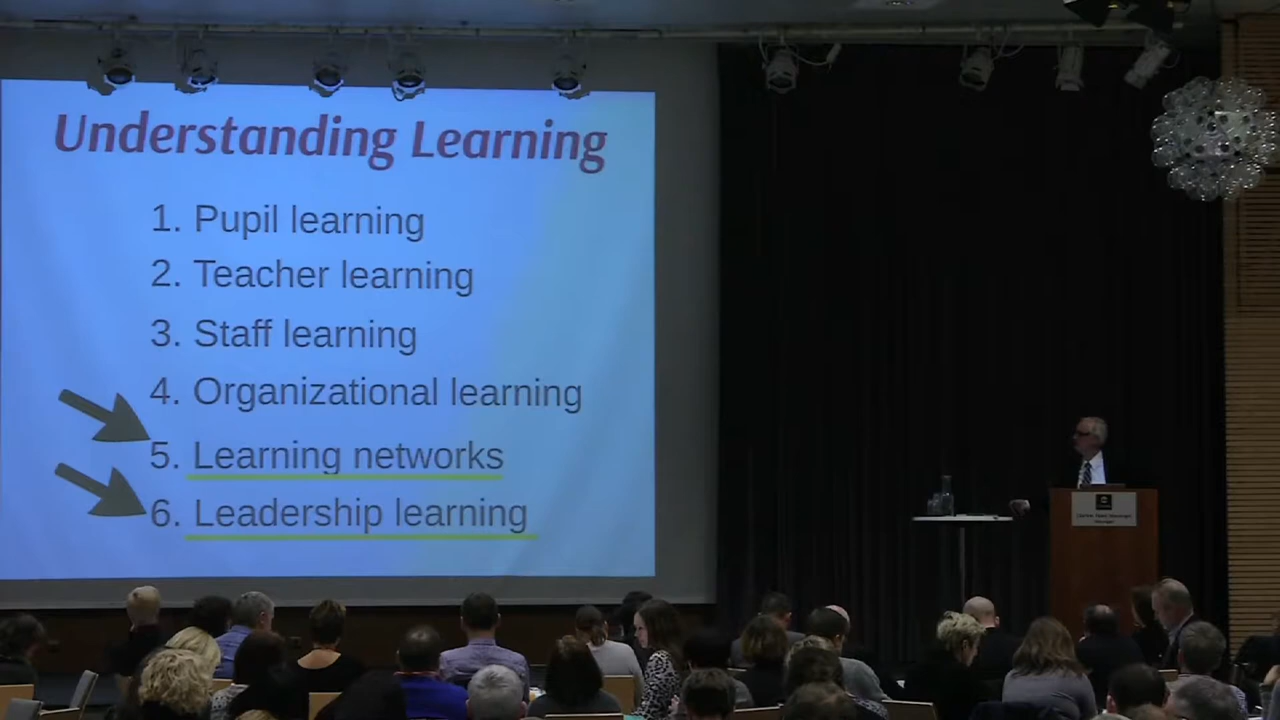 Understanding Learning
1. Pupil learning
2. Teacher learning
3. Staff learning
4. Organizational learning
5. Learning networks
6. Leadership learning